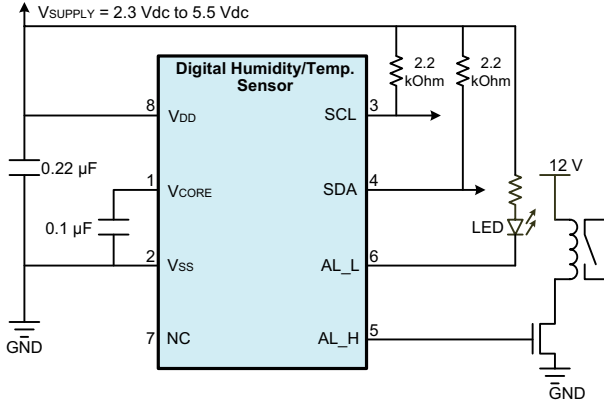 VSUPPLY = 2.3 Vdc to 5.5 Vdc
Digital Humidity/Temp.
Sensor
2.2
kOhm
2.2
kOhm
8
VDD
SCL
3
0.22 µF
1
VCORE
SDA
4
12 V
0.1 µF
LED
2
VSS
AL_L
6
7
NC
AL_H
5
GND
GND